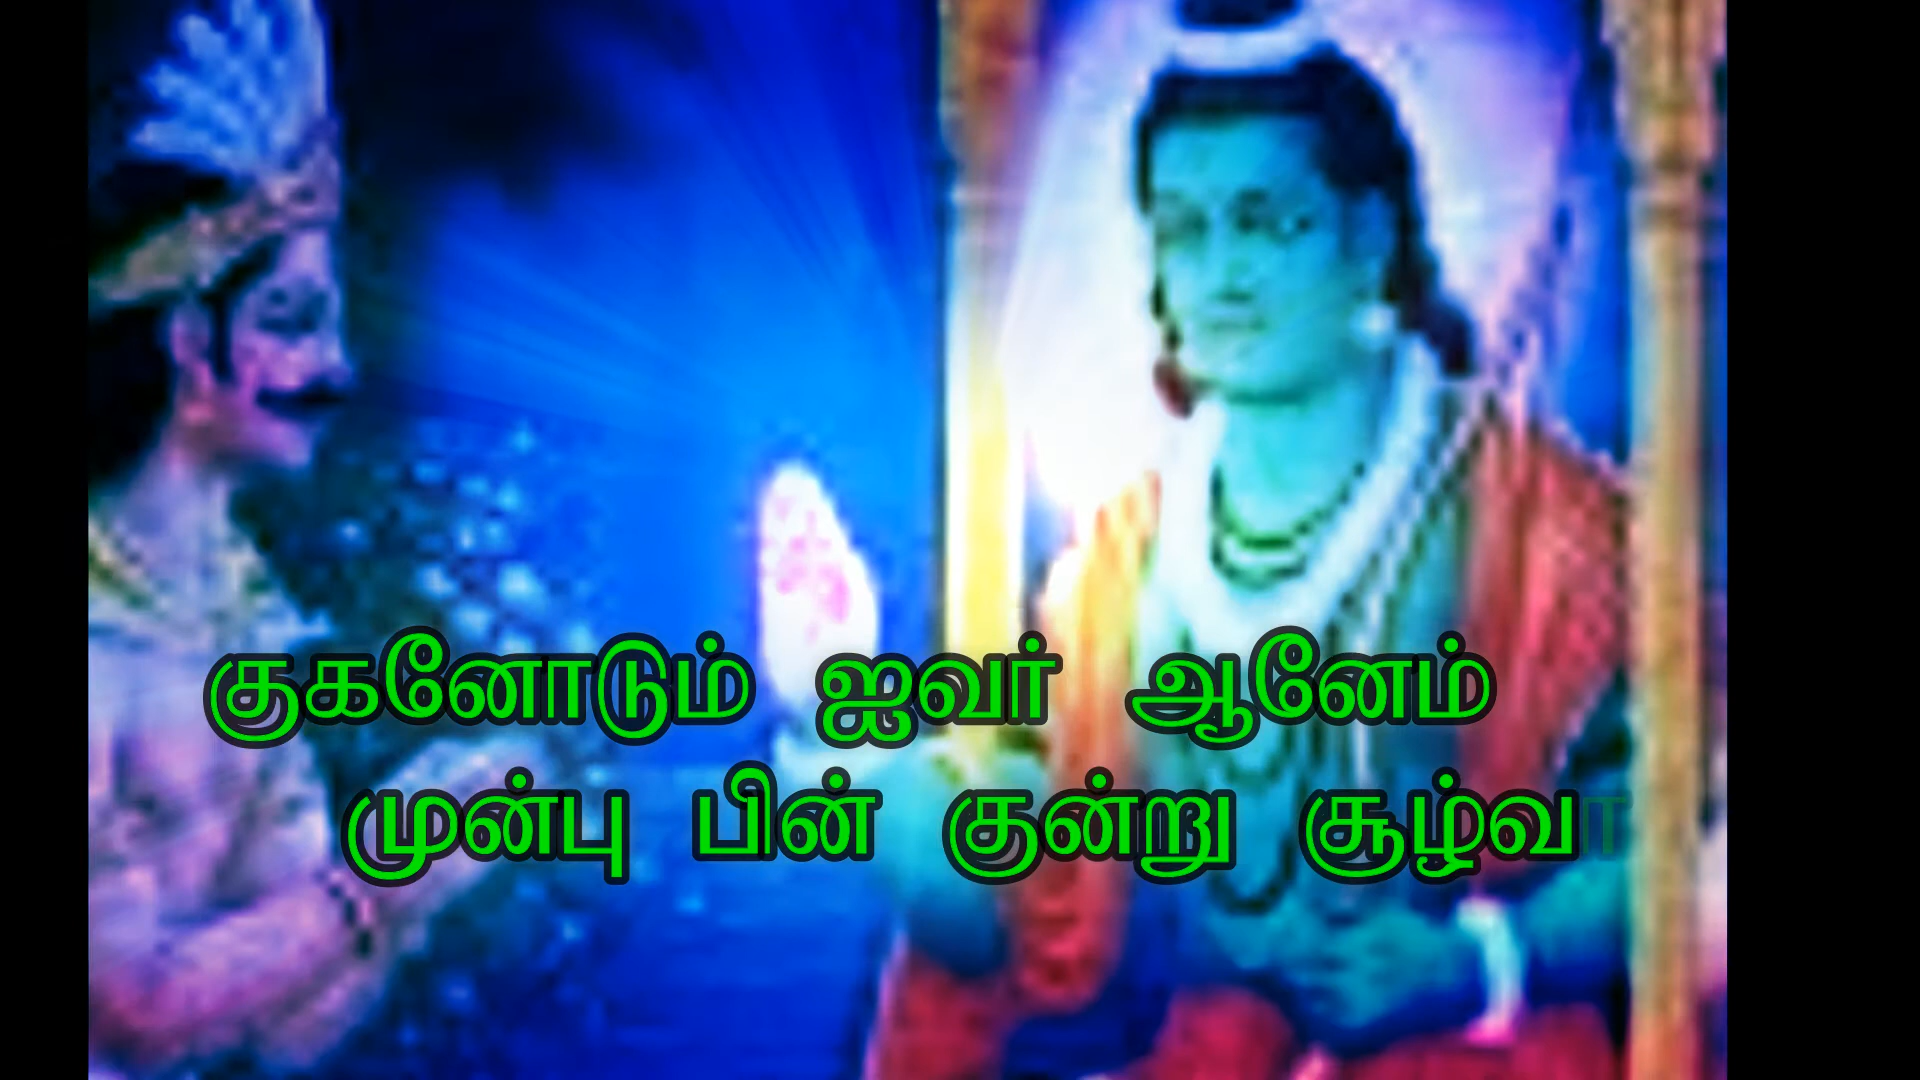 குகனோடும் ஐவர் ஆனேம்
முன்பு பின் குன்று சூழ்வா